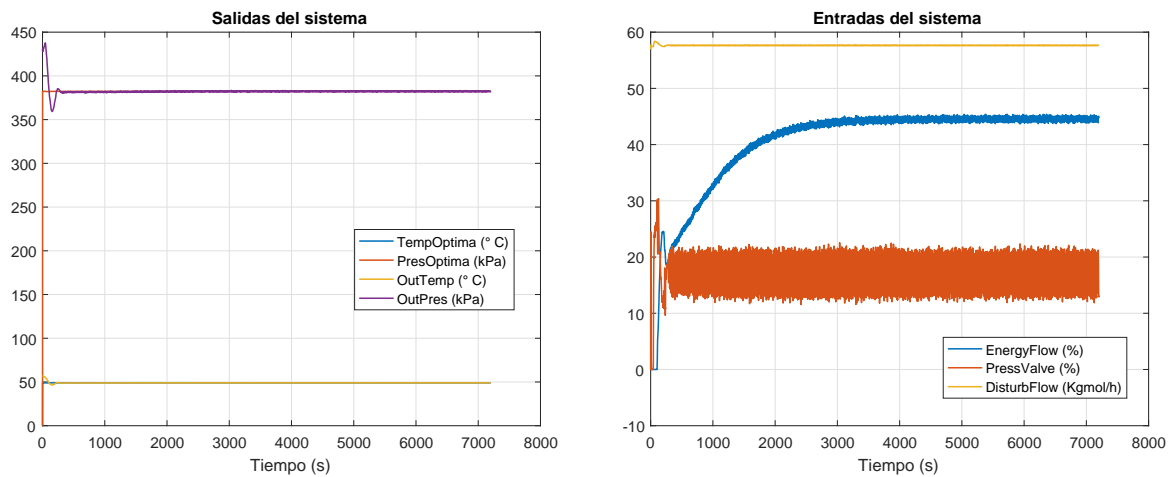 Salidas del sistema
450
400
350
300
250
200
150
100
50
0
TempOptima (° C)
PresOptima (kPa)
OutTemp (° C)
OutPres (kPa)
0 1000 2000 3000 4000 5000 6000 7000 8000
Tiempo (s)
Entradas del sistema
60
50
40
30
20
10
0
-10
EnergyFlow (%)
PressValve (%)
DisturbFlow (Kgmol/h)
0 1000 2000 3000 4000 5000 6000 7000 8000
Tiempo (s)